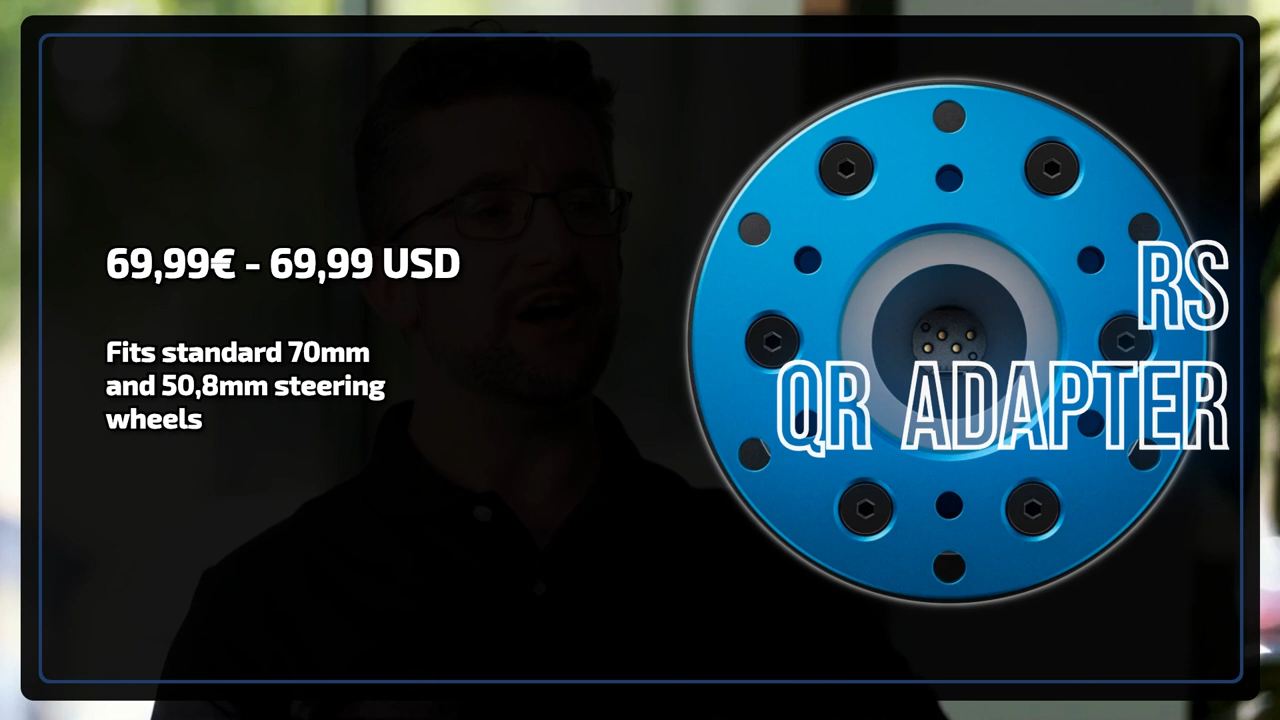 69,99€ - 69,99 USD
Fits standard 70mm
and 50,8mm steering
wheels
RS
QR ADAPTER